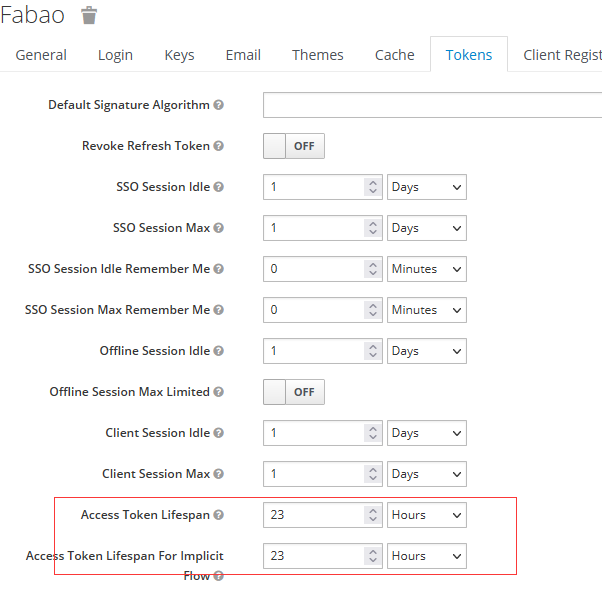 Fabao
General Login Keys Email Themes Cache Tokens Client Regist
Default Signature Algorithm
Revoke Refresh Token OFF
SSO Session Idle 1 Days
SSO Session Max 1 Days
SSO Session Idle Remember Me 0 Minutes
SSO Session Max Remember Me 0 Minutes
Offline Session Idle 1 Days
Offline Session Max Limited OFF
Client Session Idle 1 Days
Client Session Max 1 Days
Access Token Lifespan 23 Hours
Access Token Lifespan For Implicit 23 Hours
Flow